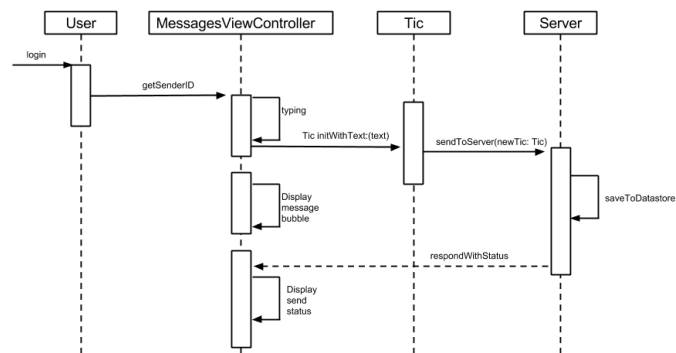 User
MessagesViewController
Tic
Server
login
getSenderID
typing
Tic initWithText:(text)
sendToServer(newTic: Tic)
Display
message
bubble
saveToDatastore
respondWithStatus
Display
send
status